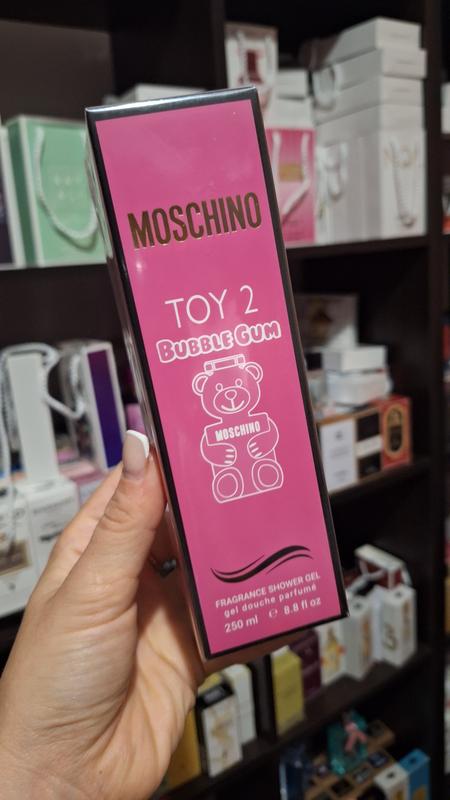 MOSCHINO
TOY 2
BUBBLE GUM
MOSCHINO
FRAGRANCE SHOWER GEL
gel douche parfumé
250 ml ℮ 8.8 fl oz